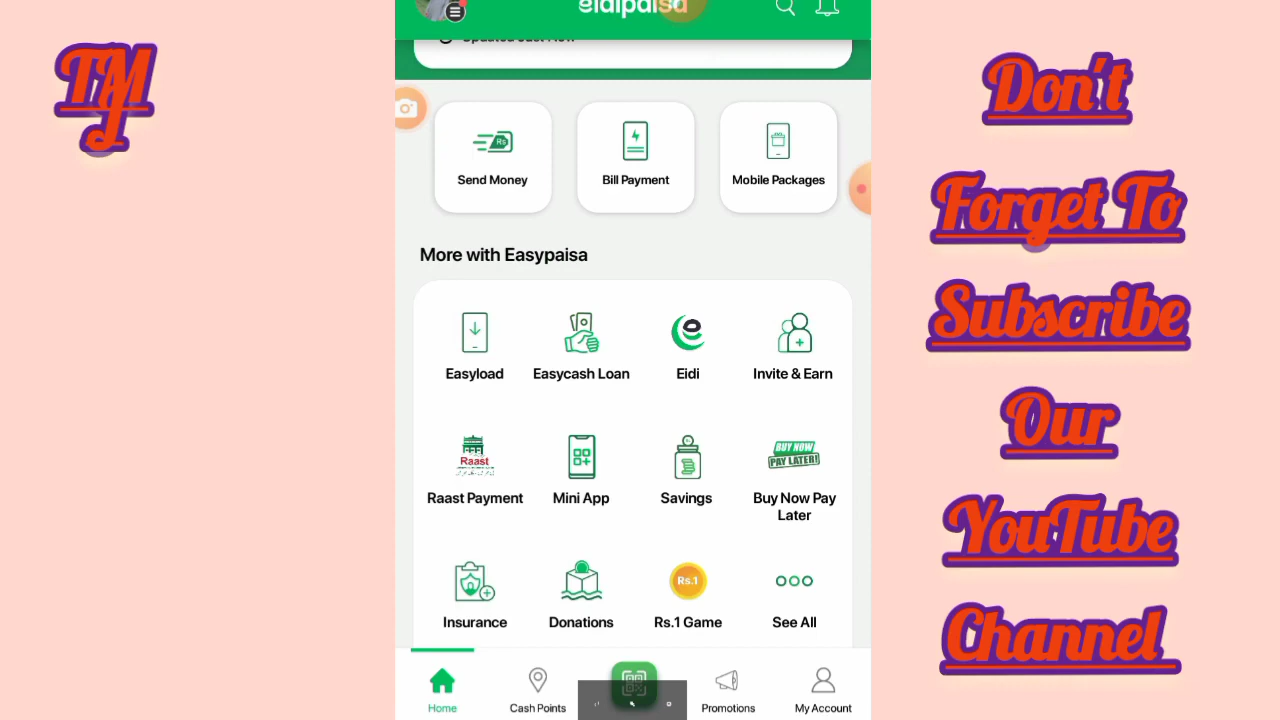 TMJ
eidipaisa
Updated Just Now
Send Money
Bill Payment
Mobile Packages
More with Easypaisa
Easyload
Easycash Loan
Eidi
Invite & Earn
Raast
Raast Payment
Mini App
Savings
BUY NOW
PAY LATER!
Buy Now Pay
Later
Insurance
Donations
Rs.1
Rs.1 Game
See All
Home
Cash Points
Promotions
My Account
Don't
Forget To
Subscribe
Our
YouTube
Channel